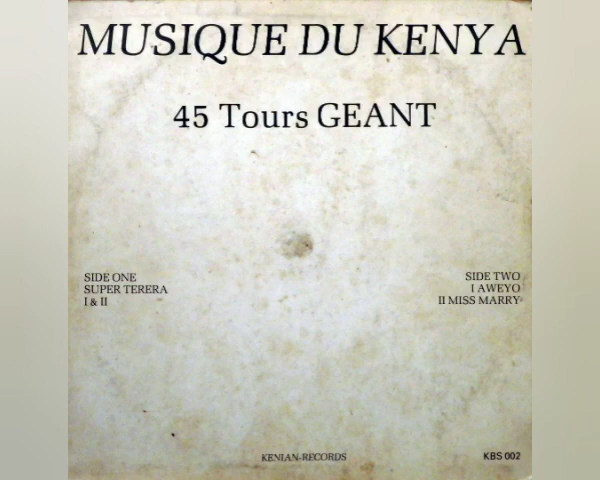 MUSIQUE DU KENYA
45 Tours GEANT
SIDE ONE
SUPER TERERA
I & II
SIDE TWO
I AWEYO
II MISS MARRY
KENIAN-RECORDS
KBS 002